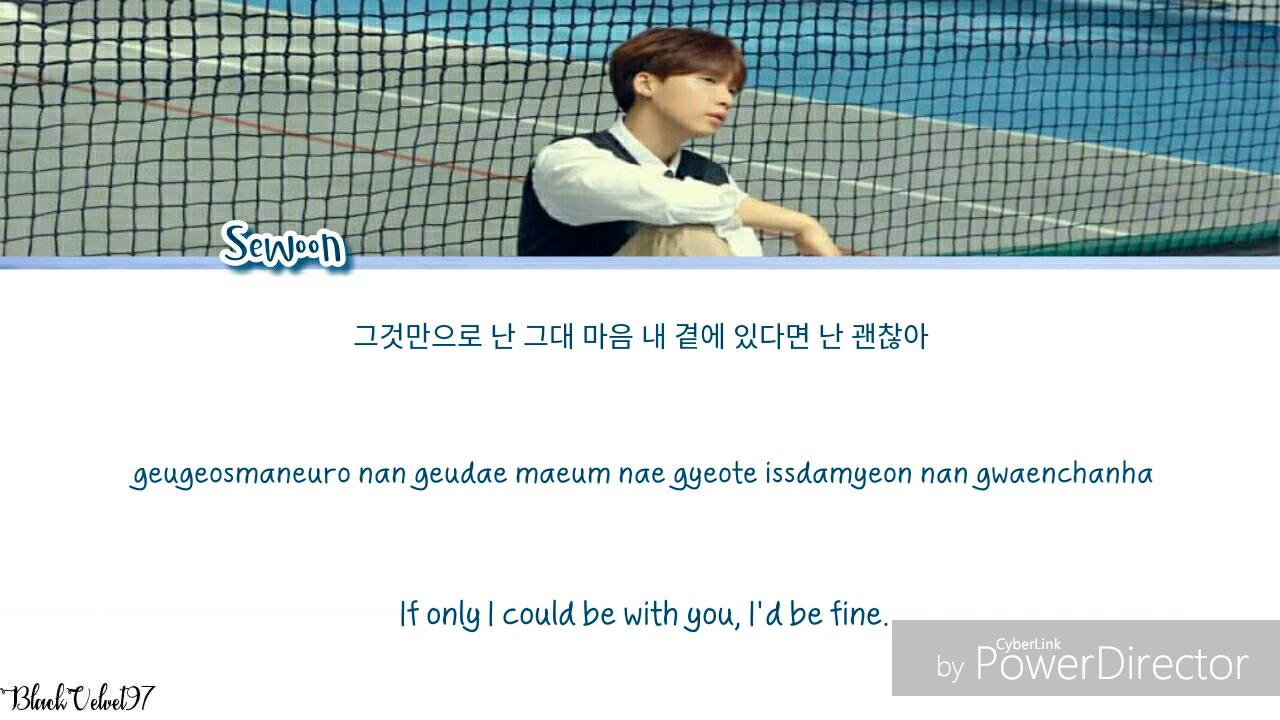 Sewoon
그것만으로 난 그대 마음 내 곁에 있다면 난 괜찮아
geugeosmaneuro nan geudae maeum nae gyeote issdamyeon nan gwaenchanha
If only I could be with you, I'd be fine.
CyberLink
by PowerDirector
BlackVelvet97